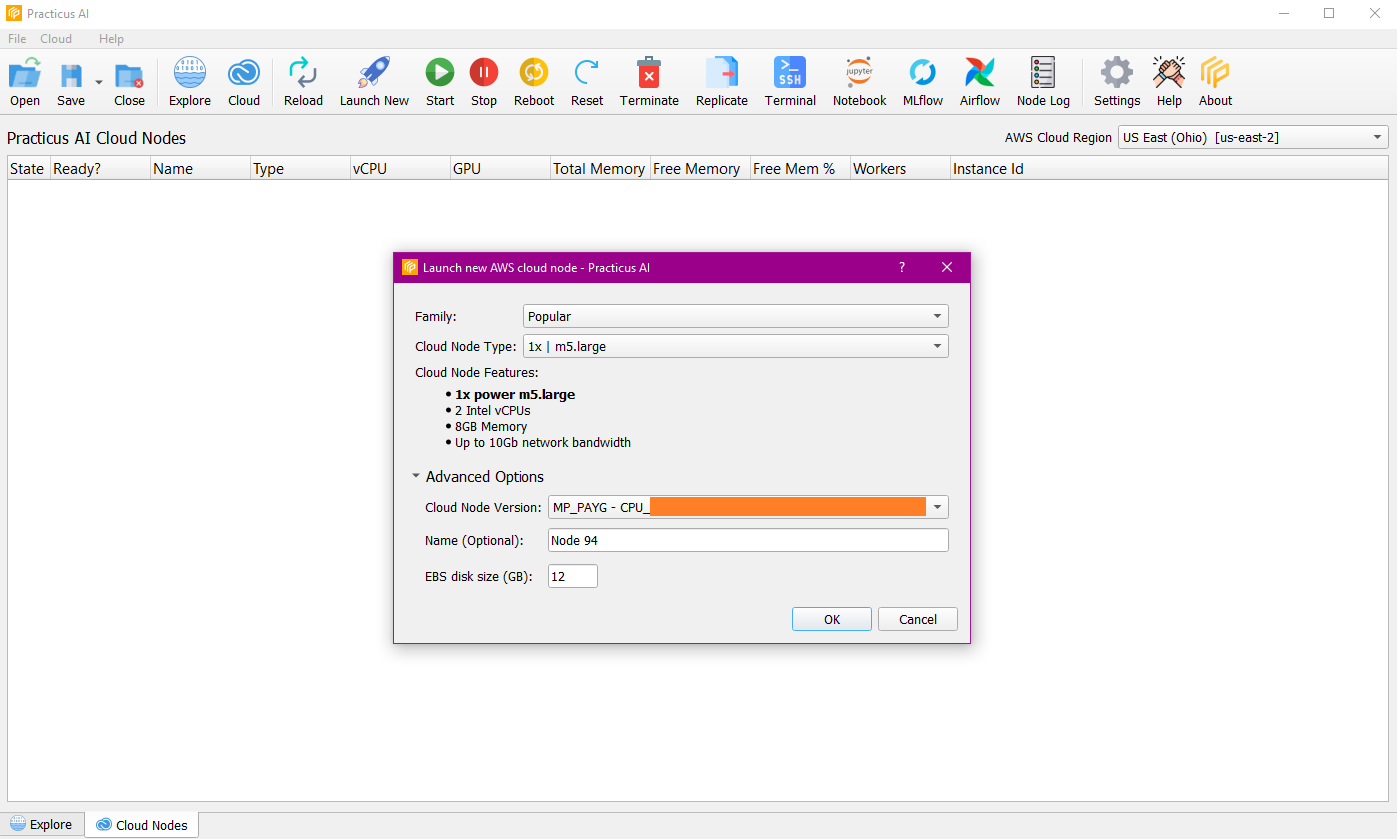 Practicus AI
File Cloud Help
Open Save Close Explore Cloud Reload Launch New Start Stop Reboot Reset Terminate Replicate Terminal Notebook MLflow Airflow Node Log Settings Help About
SSH
jupyter
Practicus AI Cloud Nodes
AWS Cloud Region US East (Ohio) [us-east-2]
State Ready? Name Type vCPU GPU Total Memory Free Memory Free Mem % Workers Instance Id
Launch new AWS cloud node - Practicus AI ?
Family: Popular
Cloud Node Type: 1x | m5.large
Cloud Node Features:
• 1x power m5.large
• 2 Intel vCPUs
• 8GB Memory
• Up to 10Gb network bandwidth
Advanced Options
Cloud Node Version: MP_PAYG - CPU_
Name (Optional): Node 94
EBS disk size (GB): 12
OK Cancel
Explore Cloud Nodes